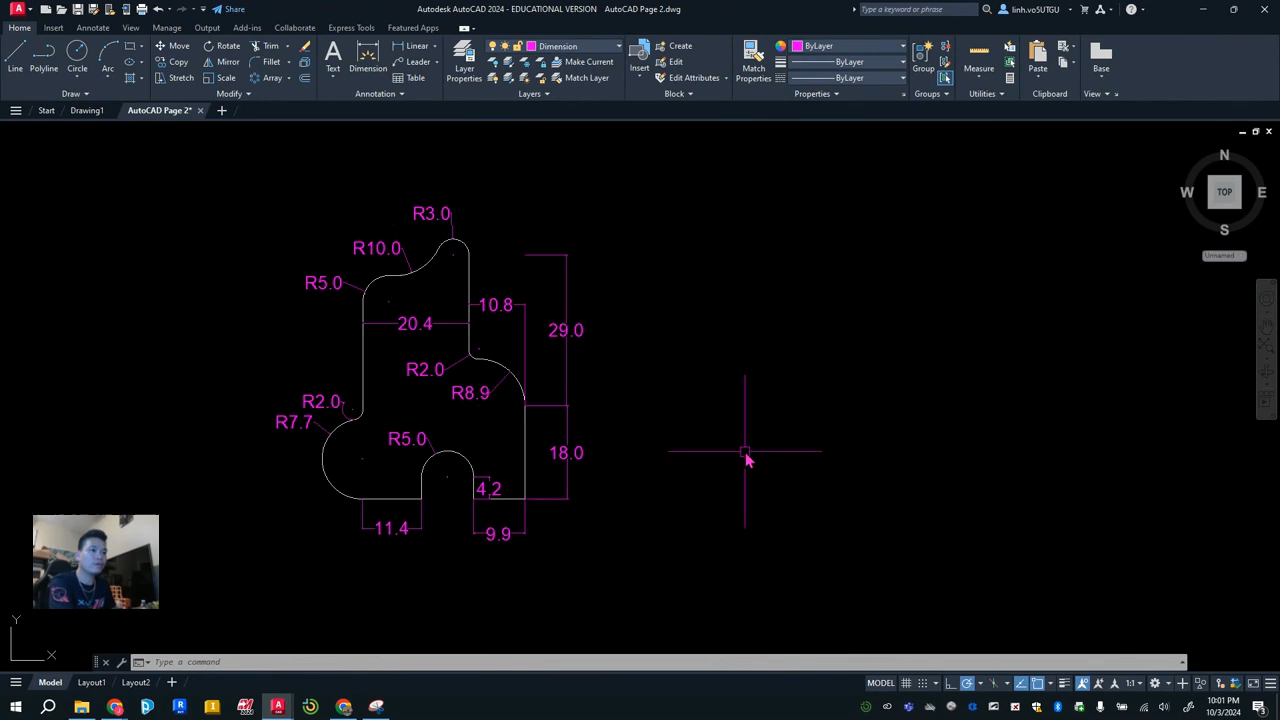 Share
Autodesk AutoCAD 2024 - EDUCATIONAL VERSION AutoCAD Page 2.dwg
Type a keyword or phrase
linh.vo5UTGU
Home Insert Annotate View Manage Output Add-ins Collaborate Express Tools Featured Apps
Line Polyline Circle Arc
Move Rotate Trim
Copy Mirror Fillet
Stretch Scale Array
Text Dimension
Linear
Leader
Table
Layer Properties
Dimension
Make Current
Match Layer
Insert
Create
Edit
Edit Attributes
Match Properties
ByLayer
ByLayer
ByLayer
Group
Measure
Paste
Base
Draw Modify Annotation Layers Block Properties Groups Utilities Clipboard View
Start Drawing1 AutoCAD Page 2*
N
W TOP E
S
Unnamed
R3.0
R10.0
R5.0
10.8
20.4
29.0
R2.0
R8.9
R2.0
R7.7
R5.0
18.0
4.2
11.4
9.9
Y
X
Type a command
Model Layout1 Layout2
MODEL
1:1
10:01 PM
10/3/2024